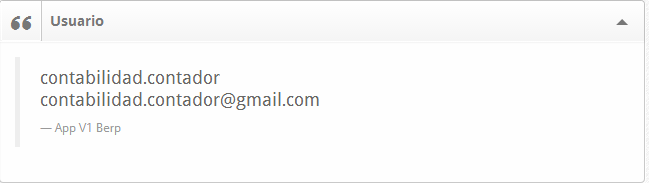 Usuario
contabilidad.contador
contabilidad.contador@gmail.com
— App V1 Berp